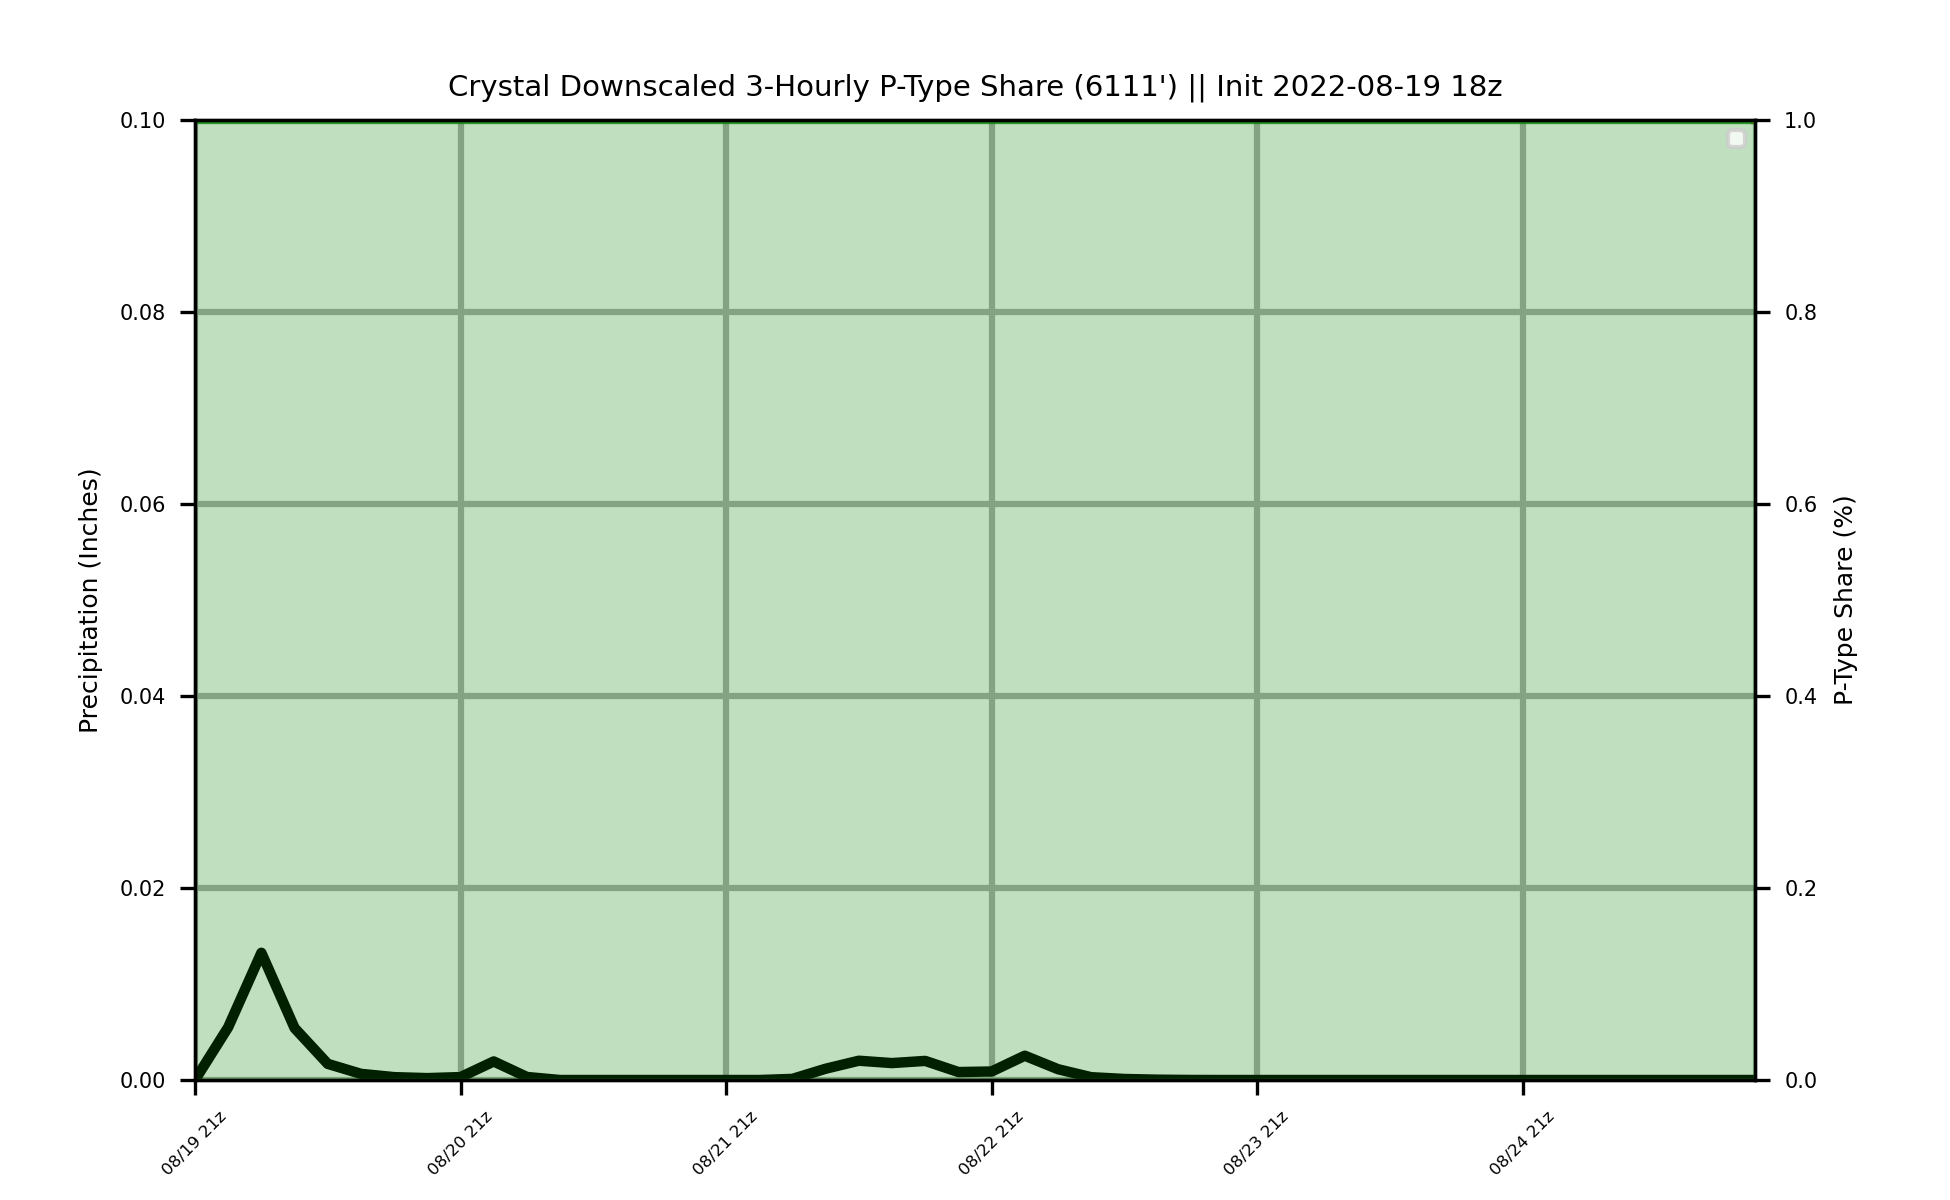 Crystal Downscaled 3-Hourly P-Type Share (6111') || Init 2022-08-19 18z
Precipitation (Inches)
0.10
0.08
0.06
0.04
0.02
0.00
1.0
0.8
0.6
0.4
0.2
0.0
P-Type Share (%)
08/19 21z
08/20 21z
08/21 21z
08/22 21z
08/23 21z
08/24 21z